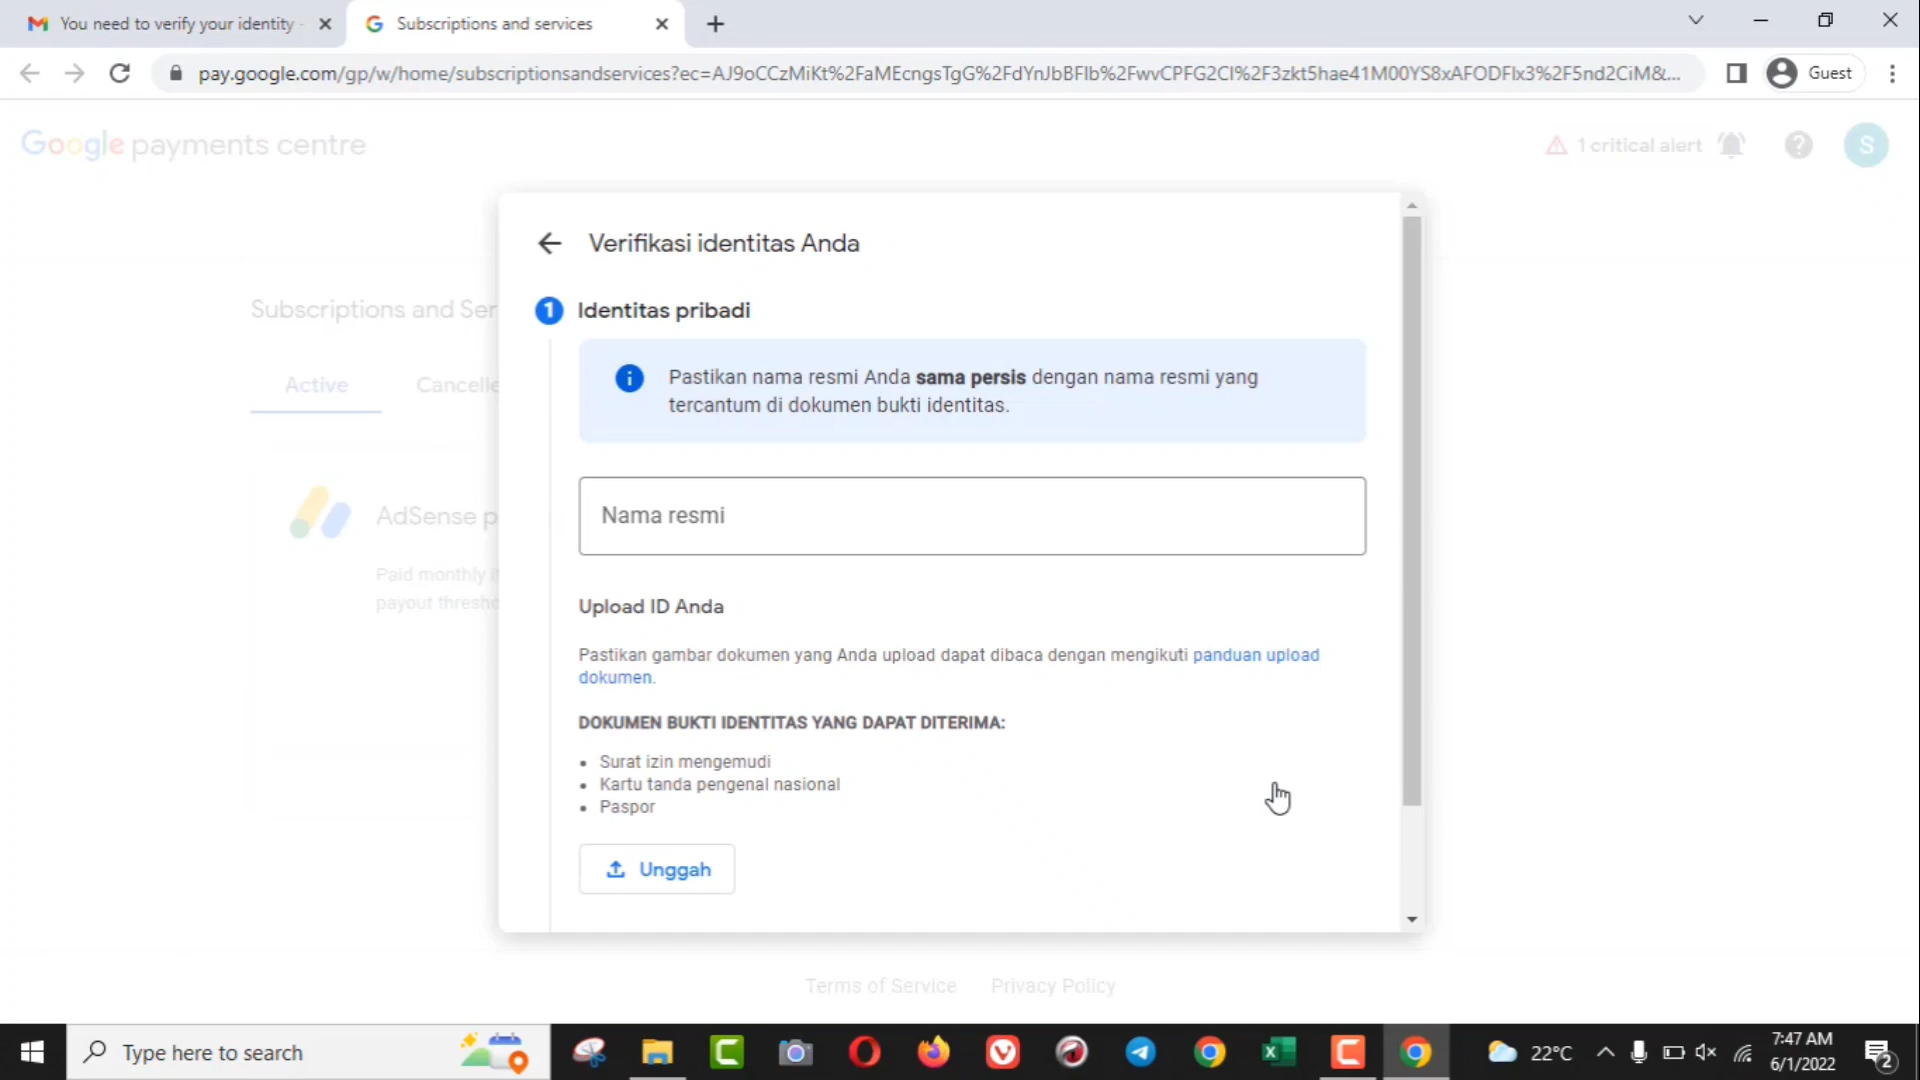 You need to verify your identity -
Subscriptions and services
pay.google.com/gp/w/home/subscriptionsandservices?ec=AJ9oCCzMiKt%2FaMEcngsTgG%2FdYnJbBFIb%2FwvCPFG2CI%2F3zkt5hae41M00YS8xAFODFIx3%2F5nd2CiM&...
Guest
Google payments centre
1 critical alert
S
Verifikasi identitas Anda
1 Identitas pribadi
Subscriptions and Ser
Pastikan nama resmi Anda sama persis dengan nama resmi yang
tercantum di dokumen bukti identitas.
Active
Cancelle
Nama resmi
AdSense p
Paid monthly i
payout thresho
Upload ID Anda
Pastikan gambar dokumen yang Anda upload dapat dibaca dengan mengikuti panduan upload
dokumen.
DOKUMEN BUKTI IDENTITAS YANG DAPAT DITERIMA:
• Surat izin mengemudi
• Kartu tanda pengenal nasional
• Paspor
Unggah
Terms of Service
Privacy Policy
Type here to search
22°C
7:47 AM
6/1/2022
2